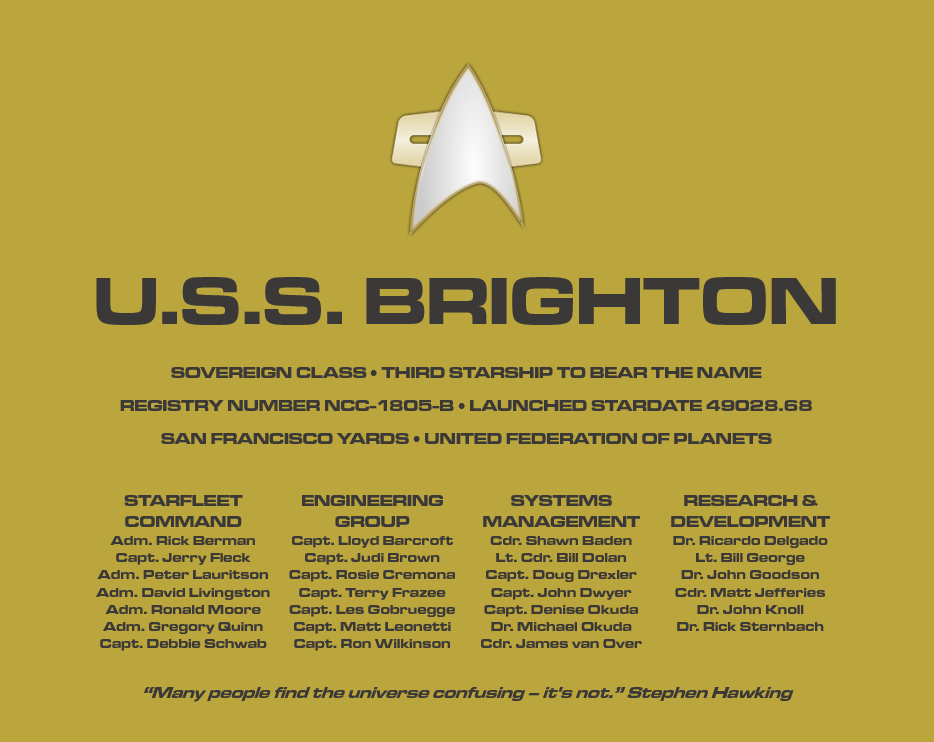 U.S.S. BRIGHTON
SOVEREIGN CLASS • THIRD STARSHIP TO BEAR THE NAME
REGISTRY NUMBER NCC-1805-B • LAUNCHED STARDATE 49028.68
SAN FRANCISCO YARDS • UNITED FEDERATION OF PLANETS
STARFLEET
COMMAND
Adm. Rick Berman
Capt. Jerry Fleck
Adm. Peter Lauritson
Adm. David Livingston
Adm. Ronald Moore
Adm. Gregory Quinn
Capt. Debbie Schwab
ENGINEERING
GROUP
Capt. Lloyd Barcroft
Capt. Judi Brown
Capt. Rosie Cremona
Capt. Terry Frazee
Capt. Les Gobruegge
Capt. Matt Leonetti
Capt. Ron Wilkinson
SYSTEMS
MANAGEMENT
Cdr. Shawn Baden
Lt. Cdr. Bill Dolan
Capt. Doug Drexler
Capt. John Dwyer
Capt. Denise Okuda
Dr. Michael Okuda
Cdr. James van Over
RESEARCH &
DEVELOPMENT
Dr. Ricardo Delgado
Lt. Bill George
Dr. John Goodson
Cdr. Matt Jefferies
Dr. John Knoll
Dr. Rick Sternbach
“Many people find the universe confusing – it's not.” Stephen Hawking